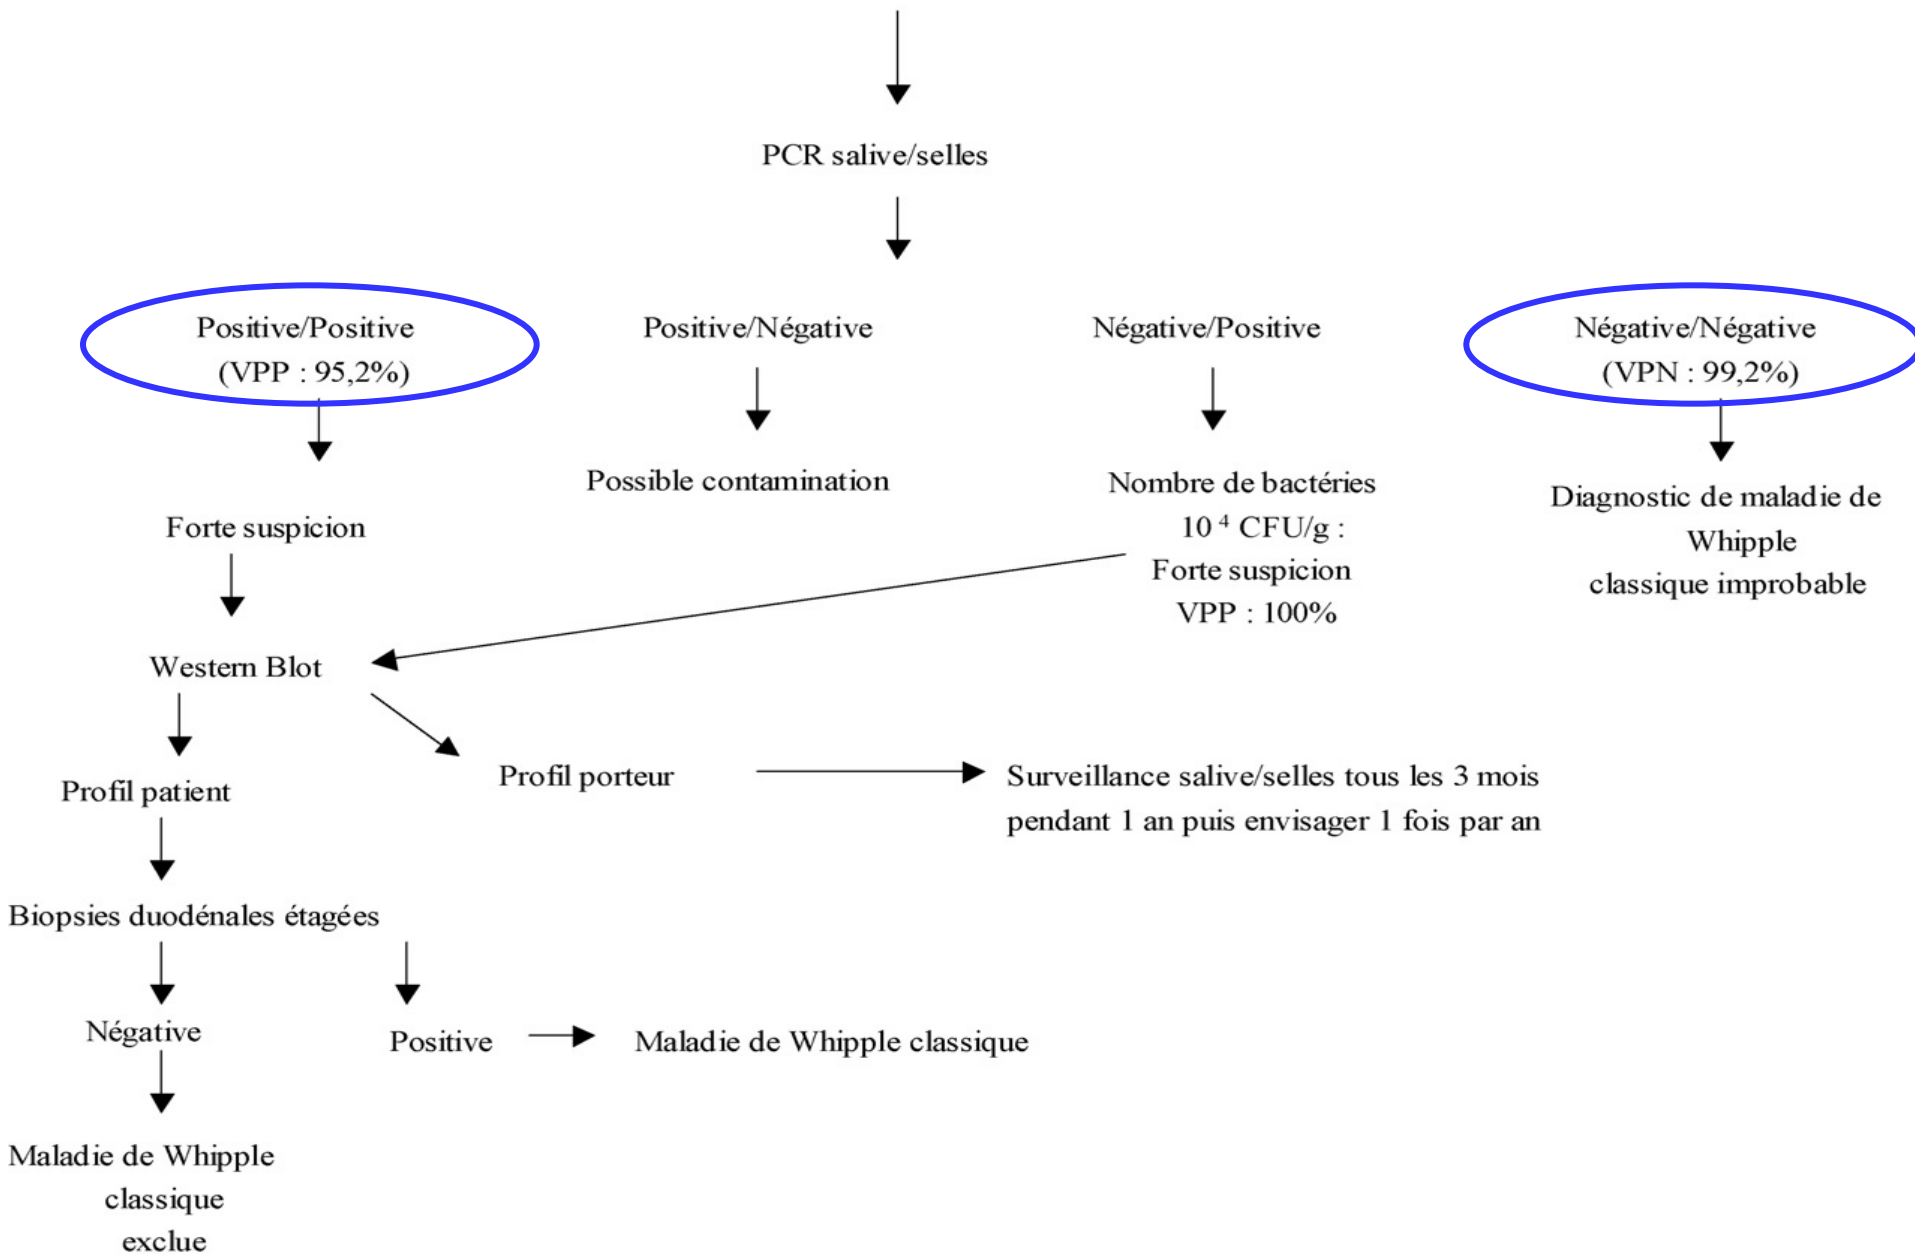 PCR salive/selles
Positive/Positive
(VPP : 95,2%)
Positive/Négative
Négative/Positive
Négative/Négative
(VPN : 99,2%)
Forte suspicion
Possible contamination
Nombre de bactéries
10 ⁴ CFU/g :
Forte suspicion
VPP : 100%
Diagnostic de maladie de
Whipple
classique improbable
Western Blot
Profil patient
Profil porteur
Surveillance salive/selles tous les 3 mois
pendant 1 an puis envisager 1 fois par an
Biopsies duodénales étagées
Négative
Positive
Maladie de Whipple classique
Maladie de Whipple
classique
exclue